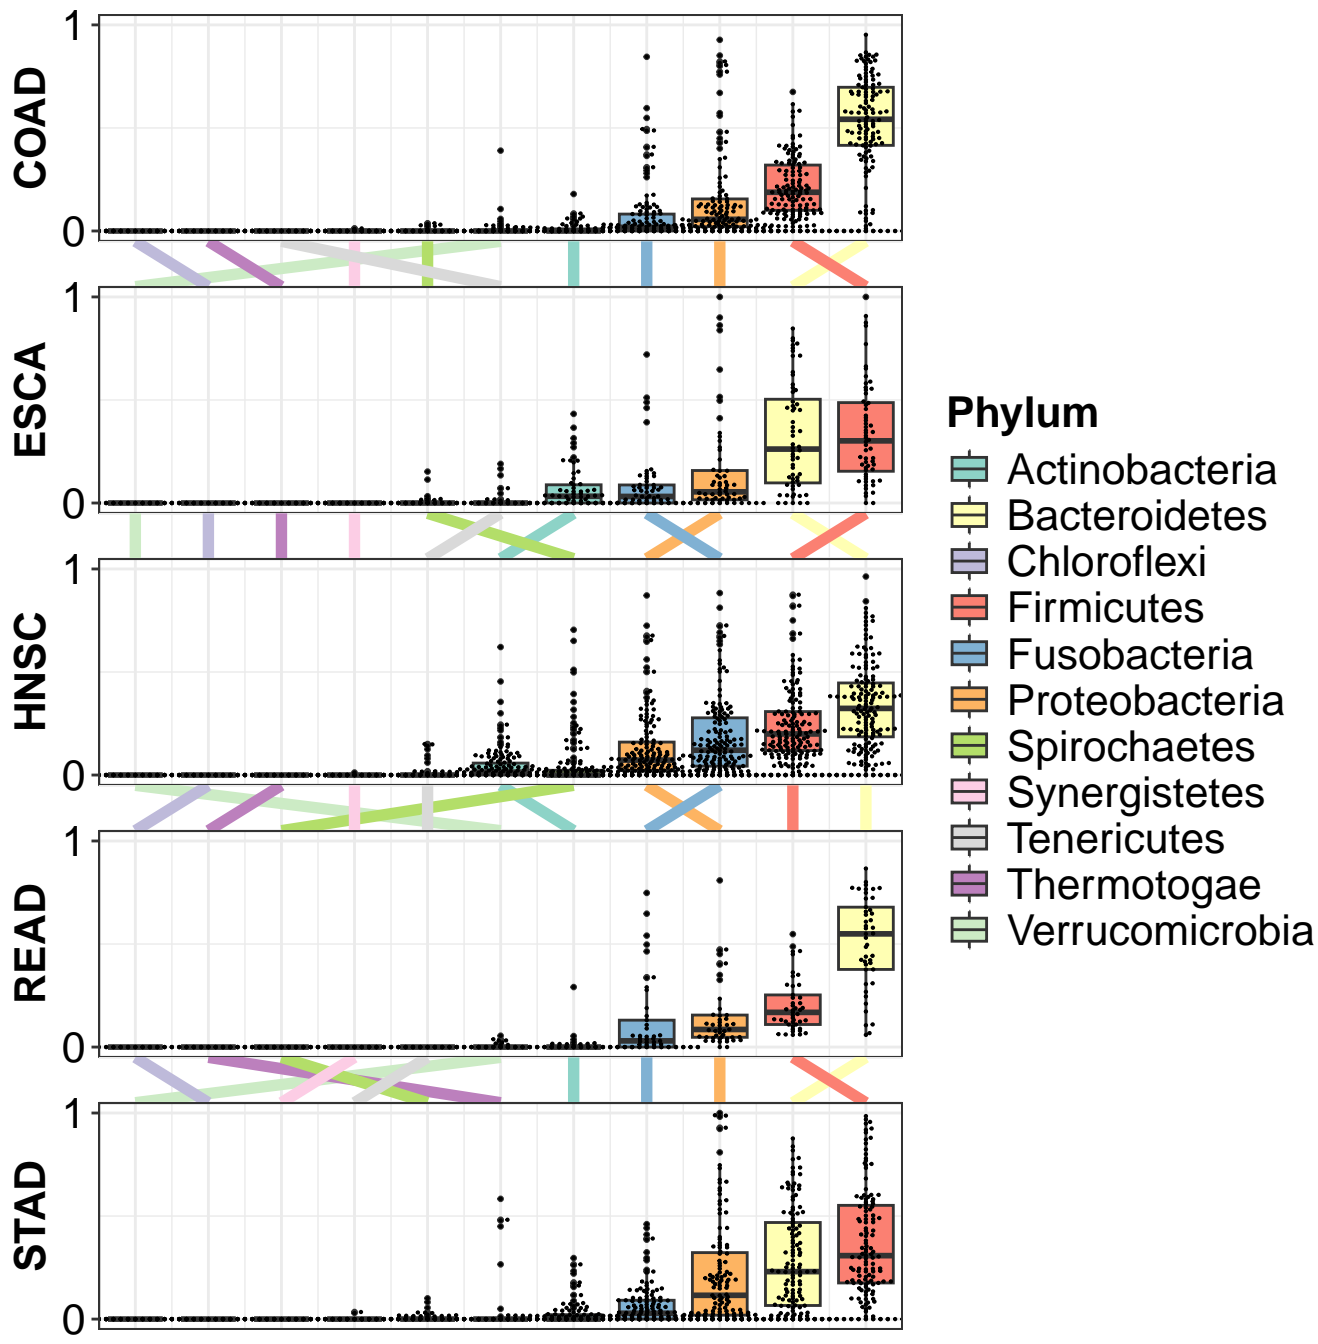 COAD
1
0
ESCA
1
0
HNSC
1
0
READ
1
0
STAD
1
0
Phylum
Actinobacteria
Bacteroidetes
Chloroflexi
Firmicutes
Fusobacteria
Proteobacteria
Spirochaetes
Synergistetes
Tenericutes
Thermotogae
Verrucomicrobia